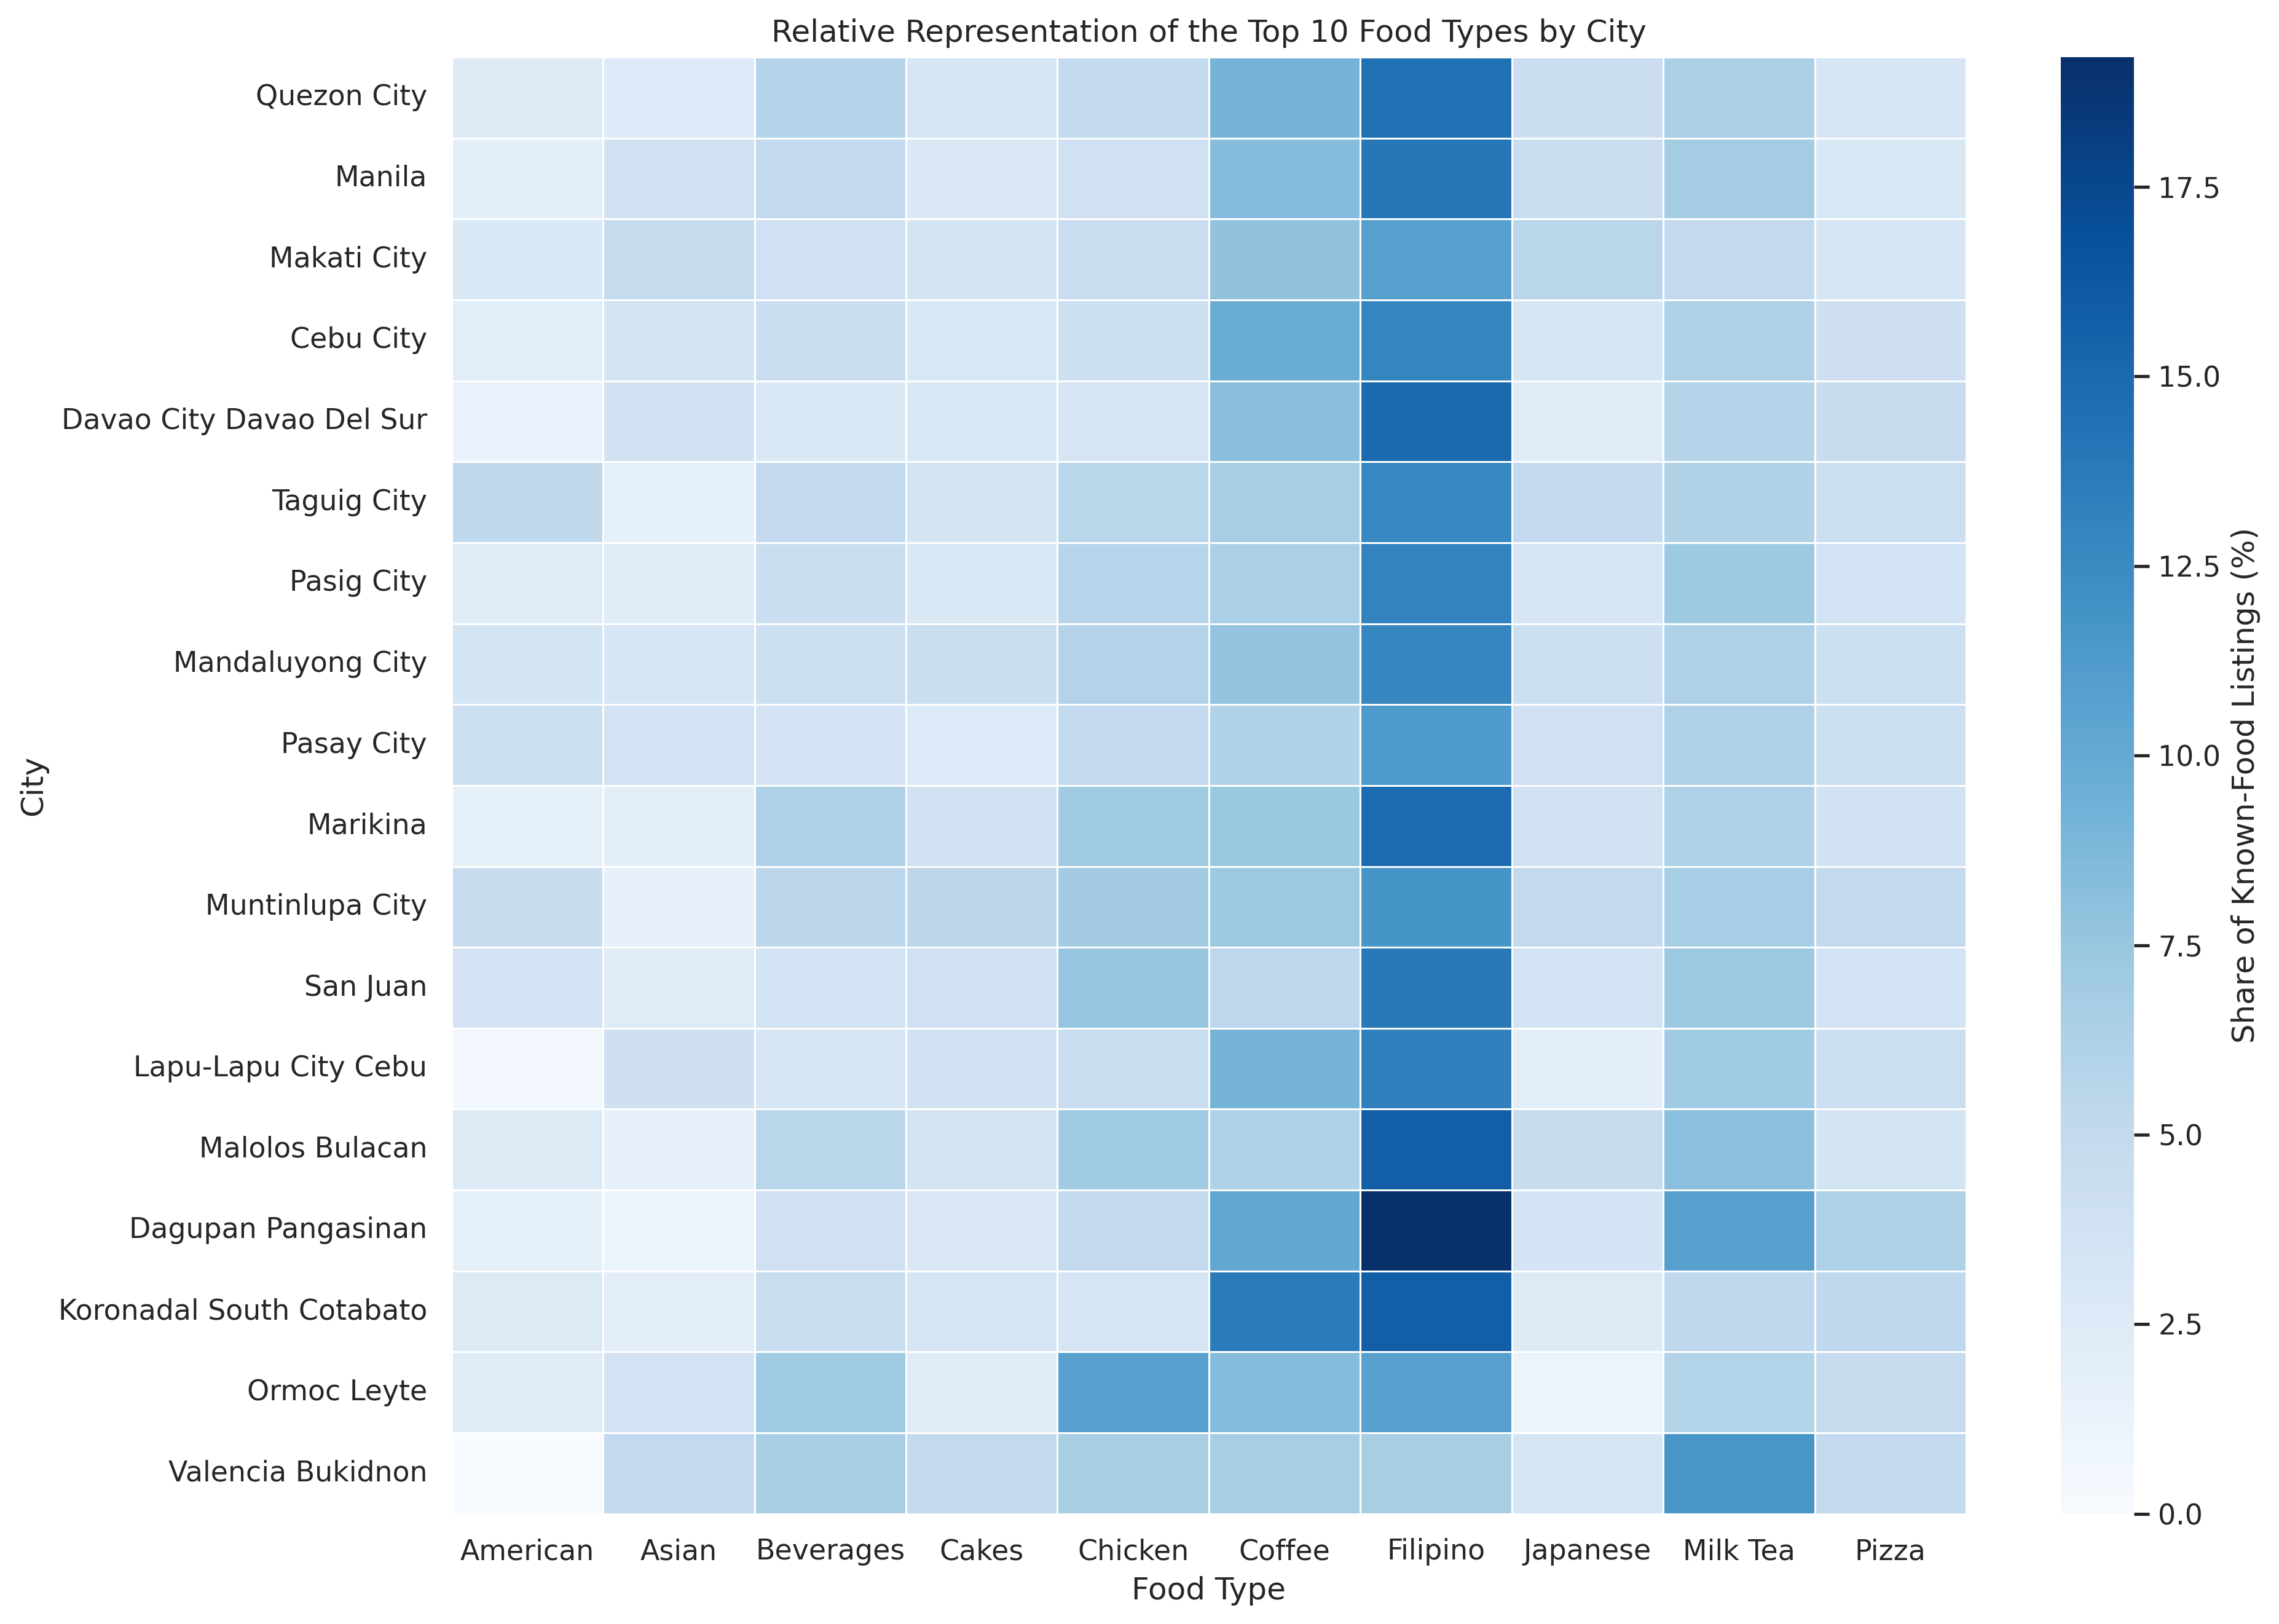 Relative Representation of the Top 10 Food Types by City
City
Quezon City
Manila
Makati City
Cebu City
Davao City Davao Del Sur
Taguig City
Pasig City
Mandaluyong City
Pasay City
Marikina
Muntinlupa City
San Juan
Lapu-Lapu City Cebu
Malolos Bulacan
Dagupan Pangasinan
Koronadal South Cotabato
Ormoc Leyte
Valencia Bukidnon
American Asian Beverages Cakes Chicken Coffee Filipino Japanese Milk Tea Pizza
Food Type
17.5
15.0
12.5
10.0
7.5
5.0
2.5
0.0
Share of Known-Food Listings (%)